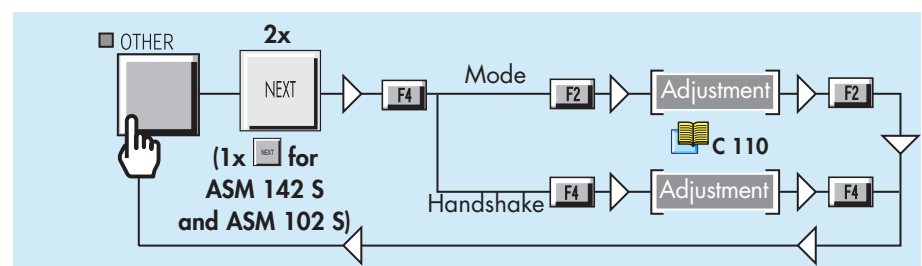 OTHER
2x
NEXT
F4
Mode
F2
Adjustment
F2
C 110
(1x NEXT for
ASM 142 S
and ASM 102 S)
Handshake
F4
Adjustment
F4